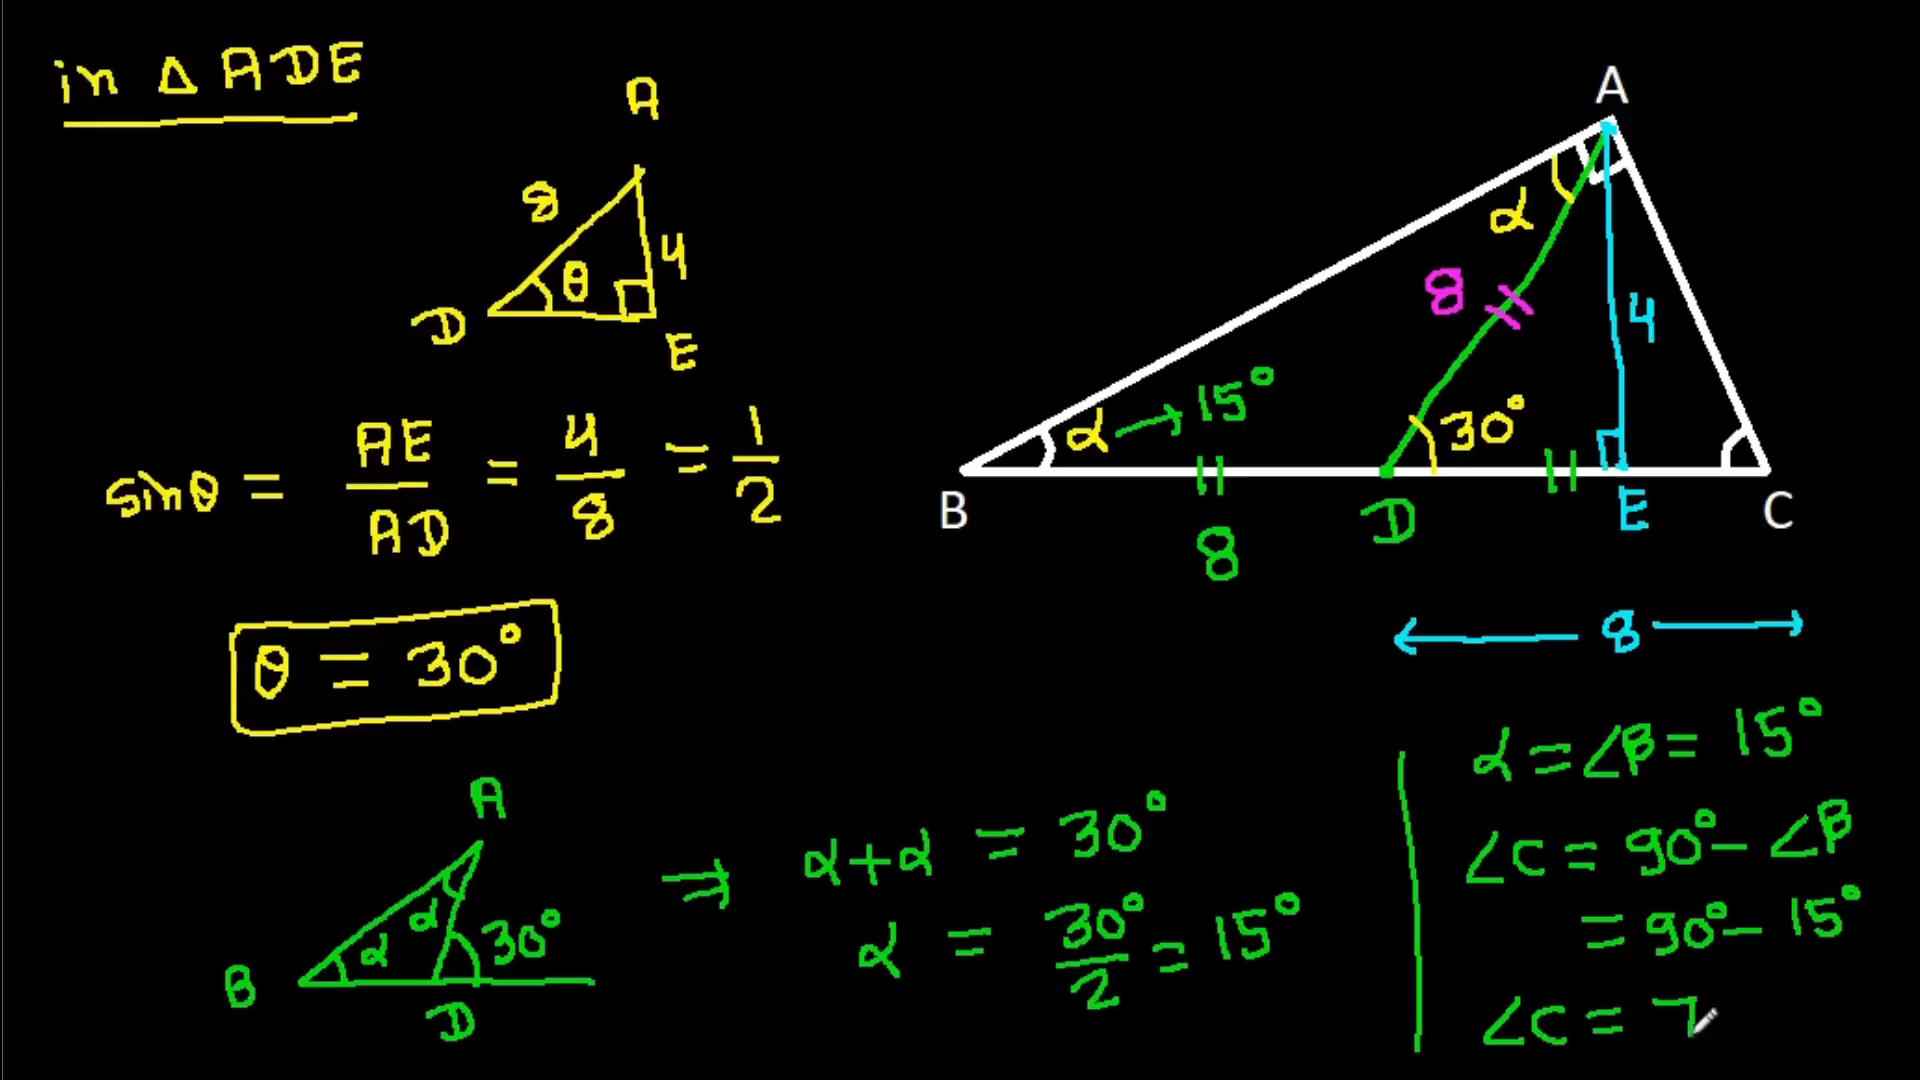 in Δ ADE
A
8
θ
4
D
E
sinθ = AE/AD = 4/8 = 1/2
θ = 30°
A
α
α
30°
B
D
⇒ α+α = 30°
α = 30°/2 = 15°
A
α
8
4
α → 15°
30°
B
D
E
C
8
8
α = ∠B = 15°
∠C = 90° - ∠B
= 90° - 15°
∠C = 7